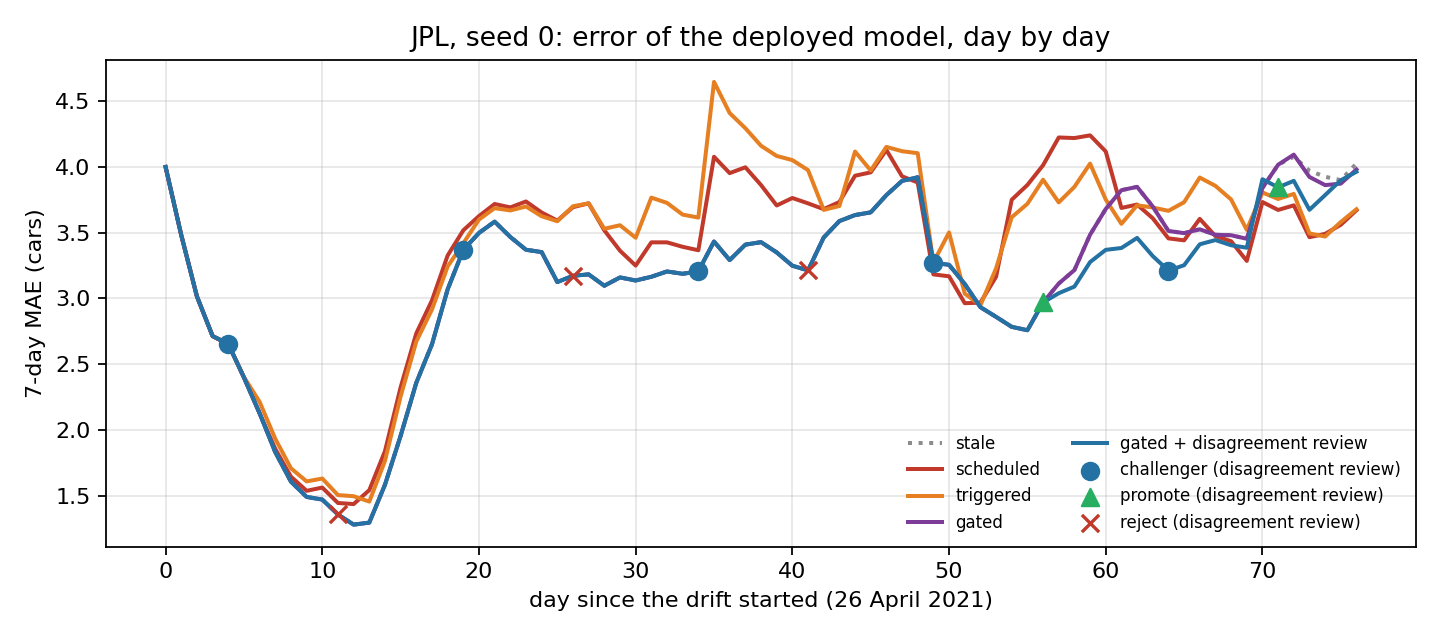 JPL, seed 0: error of the deployed model, day by day
7-day MAE (cars)
4.5
4.0
3.5
3.0
2.5
2.0
1.5
stale
scheduled
triggered
gated
gated + disagreement review
challenger (disagreement review)
promote (disagreement review)
reject (disagreement review)
0 10 20 30 40 50 60 70
day since the drift started (26 April 2021)